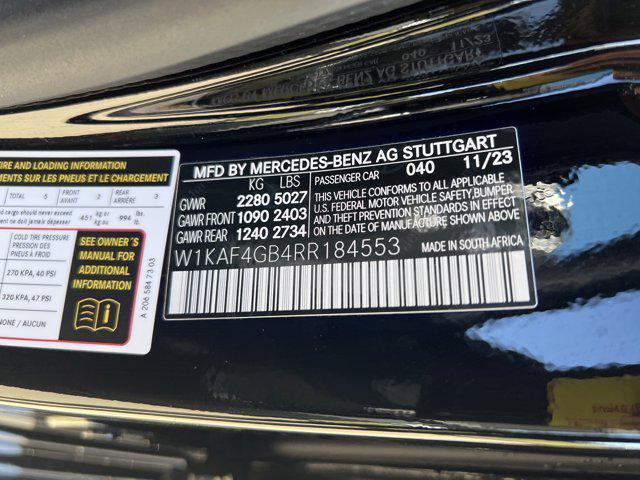 TIRE AND LOADING INFORMATION
SUR LES PNEUS ET LE CHARGEMENT
TOTAL 5 FRONT 2 REAR 3
AVANT ARRIÈRE
cargo should never exceed 451 kg or 994 lbs.
ne doit jamais dépasser kg ou lb.
COLD TIRE
PRESSURE
PRESSION DES
PNEUS À FROID
270 KPA, 40 PSI
320 KPA, 47 PSI
NONE / AUCUN
SEE OWNER'S
MANUAL FOR
ADDITIONAL
INFORMATION
A 206 584 73 03
MFD BY MERCEDES-BENZ AG STUTTGART
KG LBS PASSENGER CAR 040 11/23
GVWR 2280 5027
GAWR FRONT 1090 2403
GAWR REAR 1240 2734
THIS VEHICLE CONFORMS TO ALL APPLICABLE
U.S. FEDERAL MOTOR VEHICLE SAFETY, BUMPER
AND THEFT PREVENTION STANDARDS IN EFFECT
ON THE DATE OF MANUFACTURE SHOWN ABOVE
W1KAF4GB4RR184553 MADE IN SOUTH AFRICA